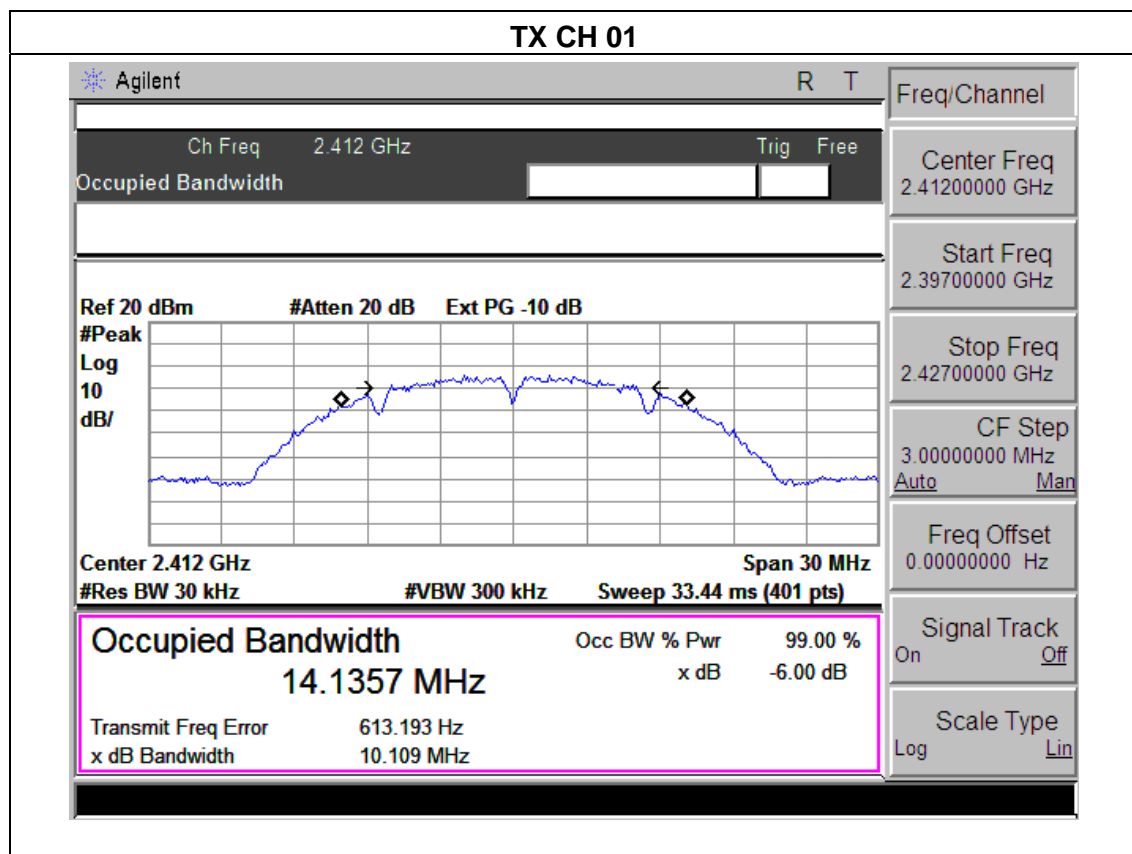 TX CH 01
Agilent R T
Freq/Channel
Ch Freq 2.412 GHz Trig Free
Occupied Bandwidth
Center Freq
2.41200000 GHz
Start Freq
2.39700000 GHz
Stop Freq
2.42700000 GHz
CF Step
3.00000000 MHz
Auto Man
Freq Offset
0.00000000 Hz
Signal Track
On Off
Scale Type
Log Lin
Ref 20 dBm #Atten 20 dB Ext PG -10 dB
#Peak
Log
10
dB/
Center 2.412 GHz Span 30 MHz
#Res BW 30 kHz #VBW 300 kHz Sweep 33.44 ms (401 pts)
Occupied Bandwidth Occ BW % Pwr 99.00 %
14.1357 MHz x dB -6.00 dB
Transmit Freq Error 613.193 Hz
x dB Bandwidth 10.109 MHz